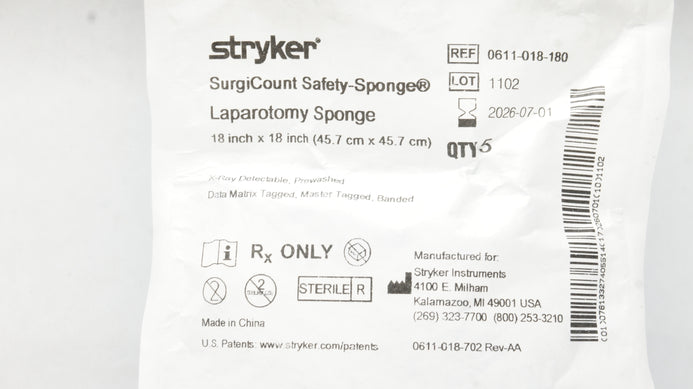 stryker®
REF 0611-018-180
SurgiCount Safety-Sponge®
LOT 1102
Laparotomy Sponge
2026-07-01
18 inch x 18 inch (45.7 cm x 45.7 cm)
QTY 5
X-Ray Detectable, Prewashed
Data Matrix Tagged, Master Tagged, Banded
Rx ONLY
STERILE R
Manufactured for:
Stryker Instruments
4100 E. Milham
Kalamazoo, MI 49001 USA
(269) 323-7700 (800) 253-3210
Made in China
U.S. Patents: www.stryker.com/patents
0611-018-702 Rev-AA